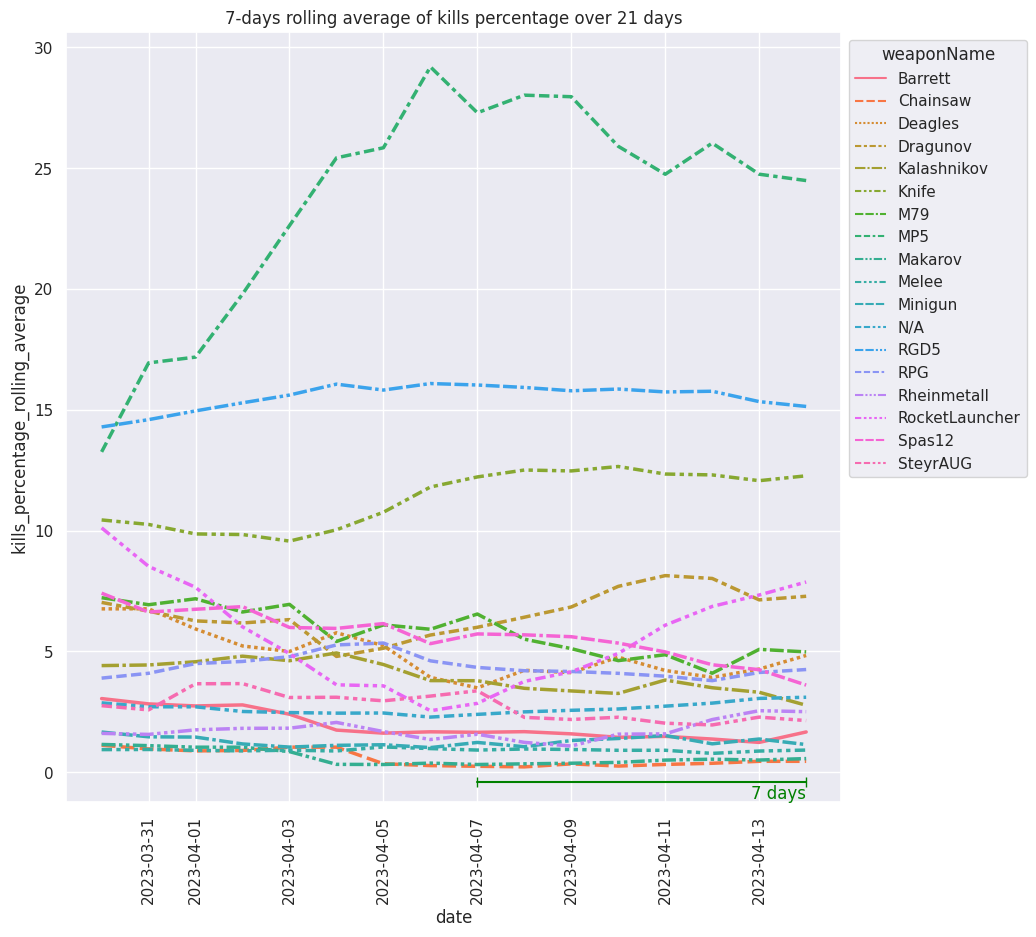 7-days rolling average of kills percentage over 21 days
kills_percentage_rolling_average
30
25
20
15
10
5
0
7 days
2023-03-31
2023-04-01
2023-04-03
2023-04-05
2023-04-07
2023-04-09
2023-04-11
2023-04-13
date
weaponName
Barrett
Chainsaw
Deagles
Dragunov
Kalashnikov
Knife
M79
MP5
Makarov
Melee
Minigun
N/A
RGD5
RPG
Rheinmetall
RocketLauncher
Spas12
SteyrAUG